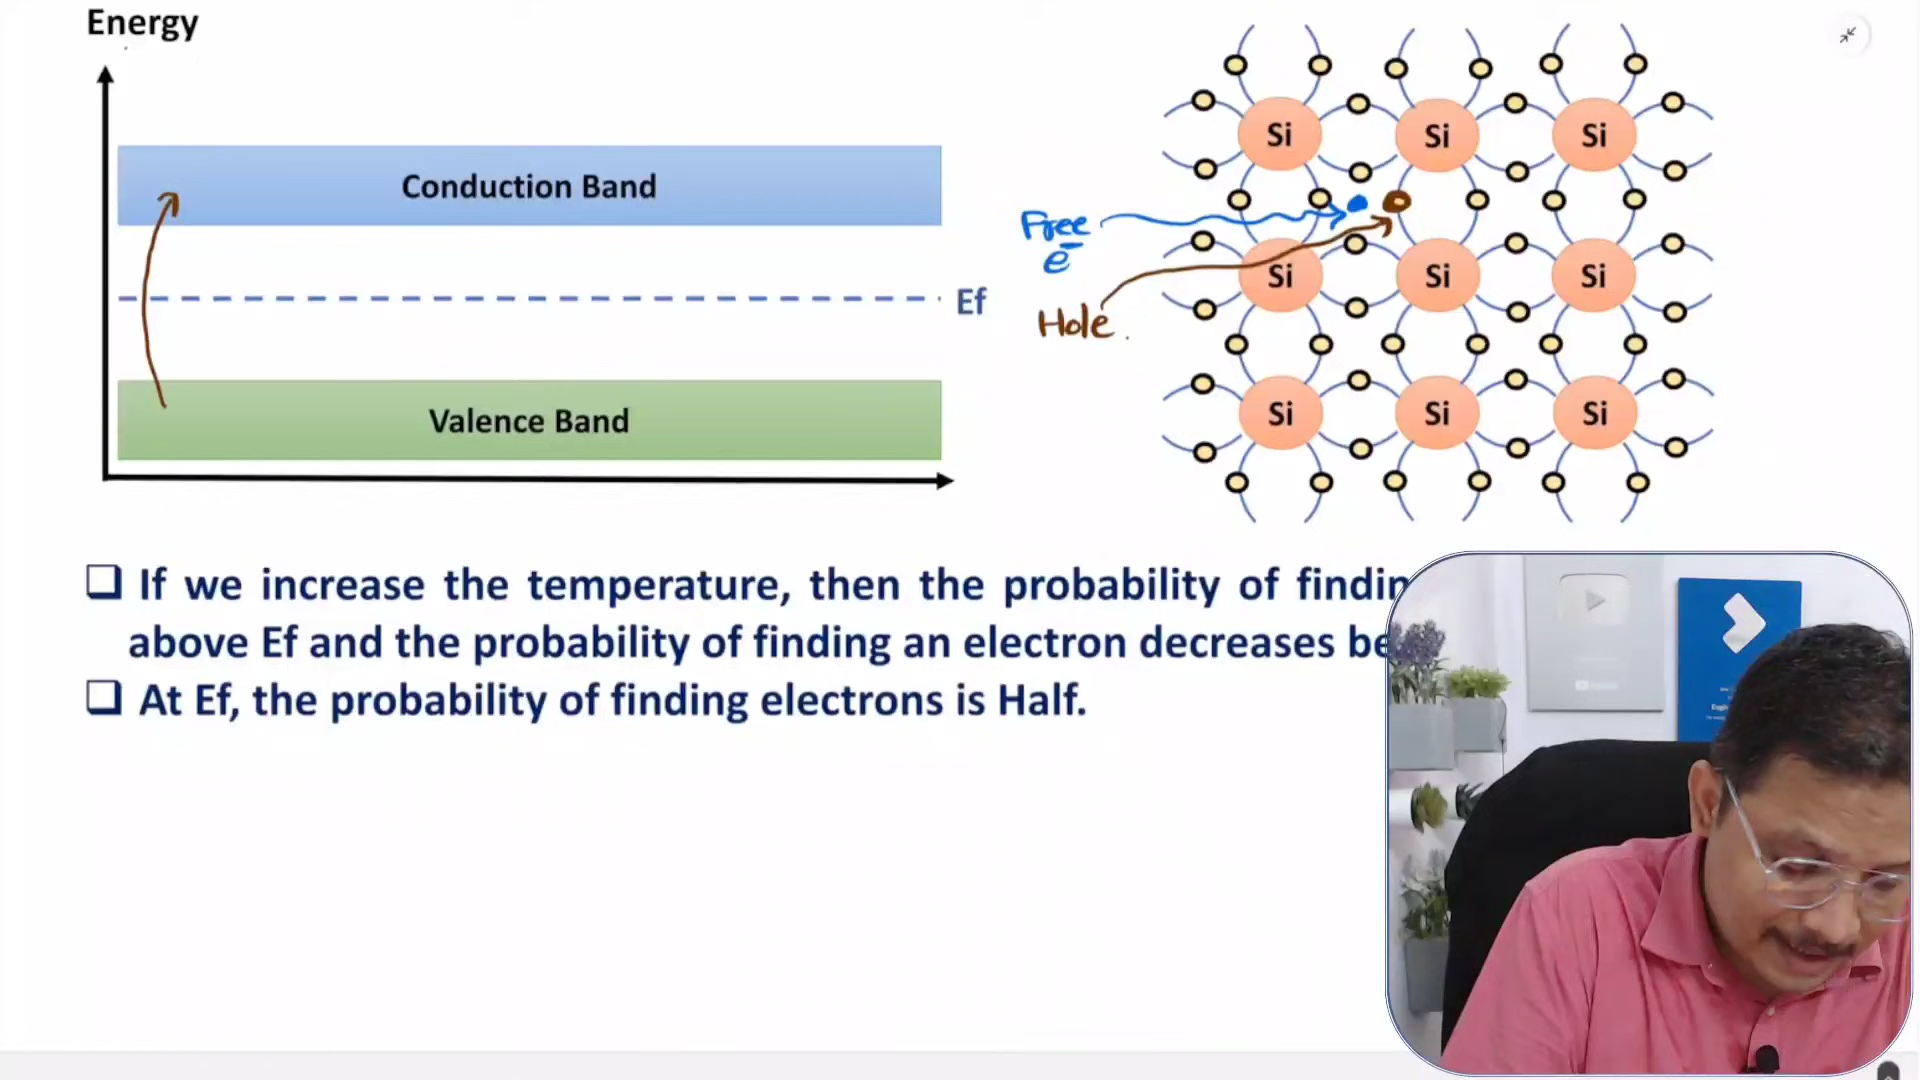 Energy
Conduction Band
Ef
Valence Band
Si Si Si
Free
e-
Hole.
Si Si Si
Si Si Si
❑ If we increase the temperature, then the probability of findin
above Ef and the probability of finding an electron decreases be
❑ At Ef, the probability of finding electrons is Half.